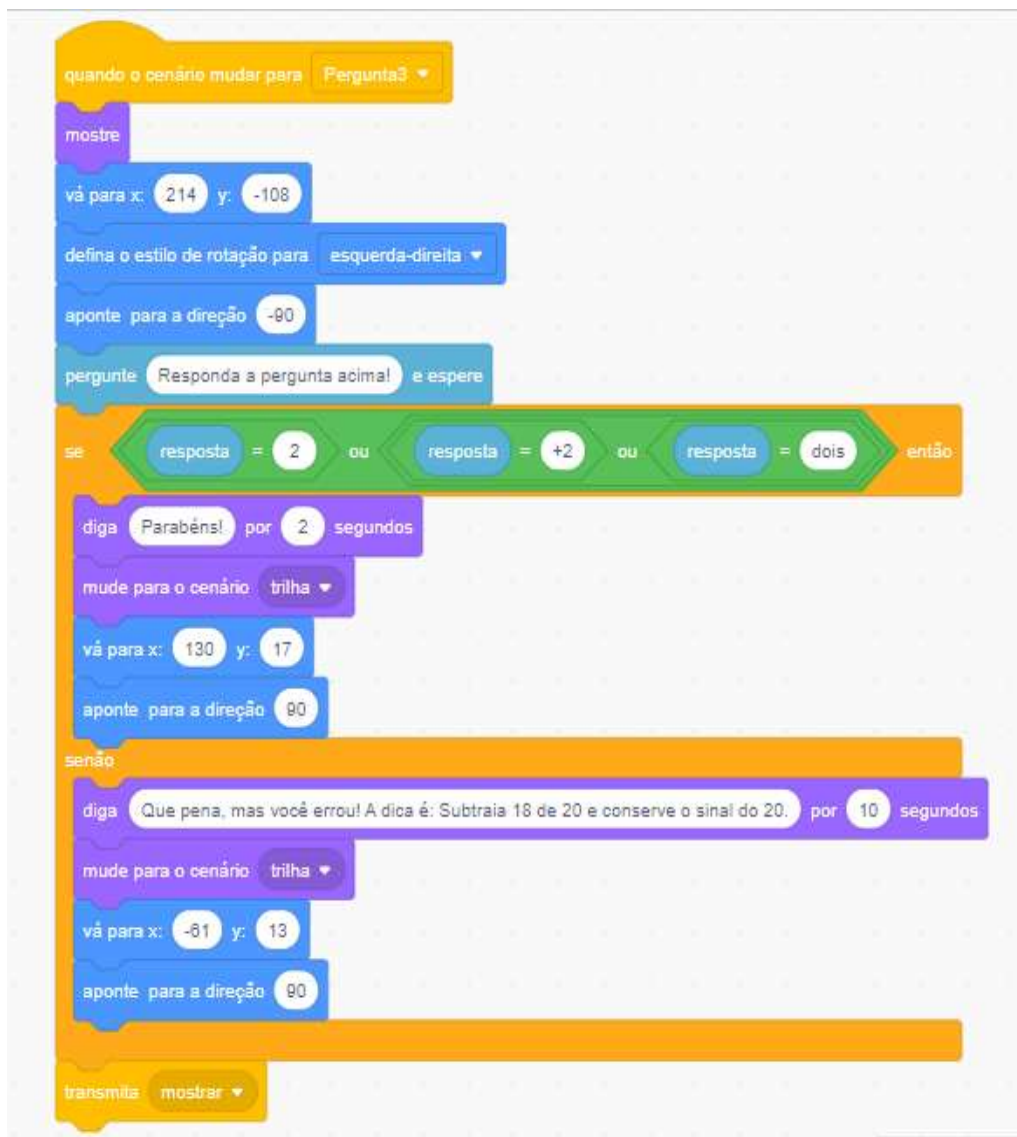 quando o cenário mudar para Pergunta3
mostre
vá para x: 214 y: -108
defina o estilo de rotação para esquerda-direita
aponte para a direção -90
pergunte Responda a pergunta acima! e espere
se resposta = 2 ou resposta = +2 ou resposta = dois então
diga Parabéns! por 2 segundos
mude para o cenário trilha
vá para x: 130 y: 17
aponte para a direção 90
senão
diga Que pena, mas você errou! A dica é: Subtraia 18 de 20 e conserve o sinal do 20. por 10 segundos
mude para o cenário trilha
vá para x: -61 y: 13
aponte para a direção 90
transmita mostrar